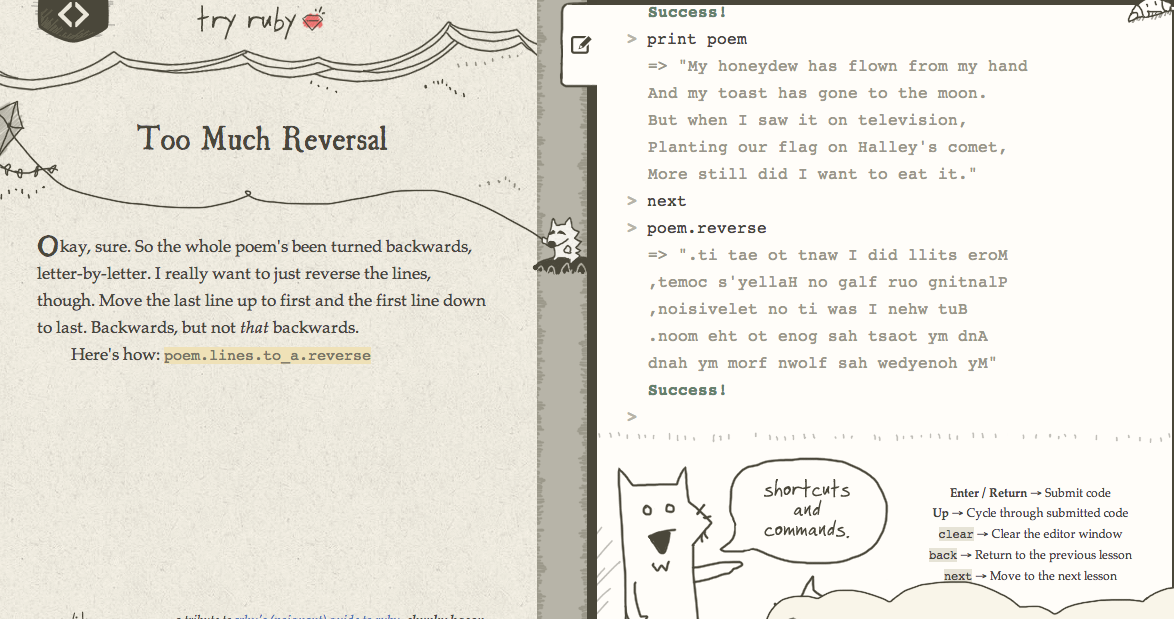 try ruby
Too Much Reversal
Okay, sure. So the whole poem's been turned backwards,
letter-by-letter. I really want to just reverse the lines,
though. Move the last line up to first and the first line down
to last. Backwards, but not that backwards.
Here's how: poem.lines.to_a.reverse
Success!
> print poem
=> "My honeydew has flown from my hand
And my toast has gone to the moon.
But when I saw it on television,
Planting our flag on Halley's comet,
More still did I want to eat it."
> next
> poem.reverse
=> ".ti tae ot tnaw I did llits eroM
,temoc s'yellaH no galf ruo gnitnalP
,noisivelet no ti was I nehw tuB
.noom eht ot enog sah tsaot ym dnA
dnah ym morf nwolf sah wedyenoh yM"
Success!
>
shortcuts
and
commands.
Enter / Return → Submit code
Up → Cycle through submitted code
clear → Clear the editor window
back → Return to the previous lesson
next → Move to the next lesson